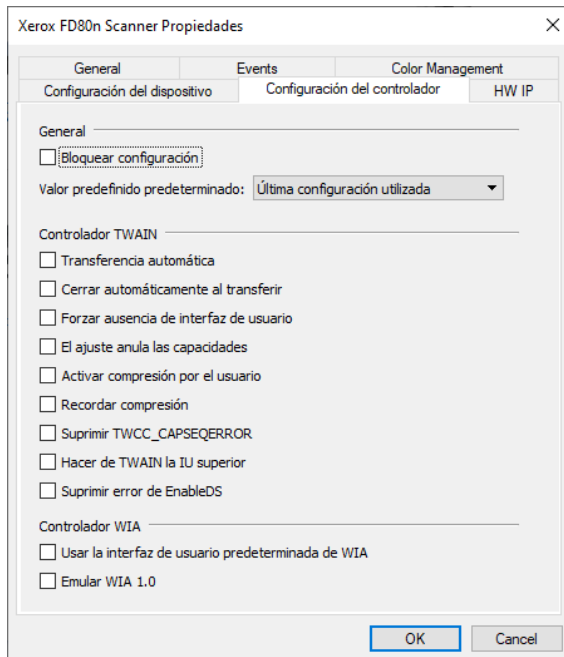 Xerox FD80n Scanner Propiedades
General
Events
Color Management
Configuración del dispositivo
Configuración del controlador
HW IP
General
Bloquear configuración
Valor predefinido predeterminado: Última configuración utilizada
Controlador TWAIN
Transferencia automática
Cerrar automáticamente al transferir
Forzar ausencia de interfaz de usuario
El ajuste anula las capacidades
Activar compresión por el usuario
Recordar compresión
Suprimir TWCC_CAPSEQERROR
Hacer de TWAIN la IU superior
Suprimir error de EnableDS
Controlador WIA
Usar la interfaz de usuario predeterminada de WIA
Emular WIA 1.0
OK
Cancel